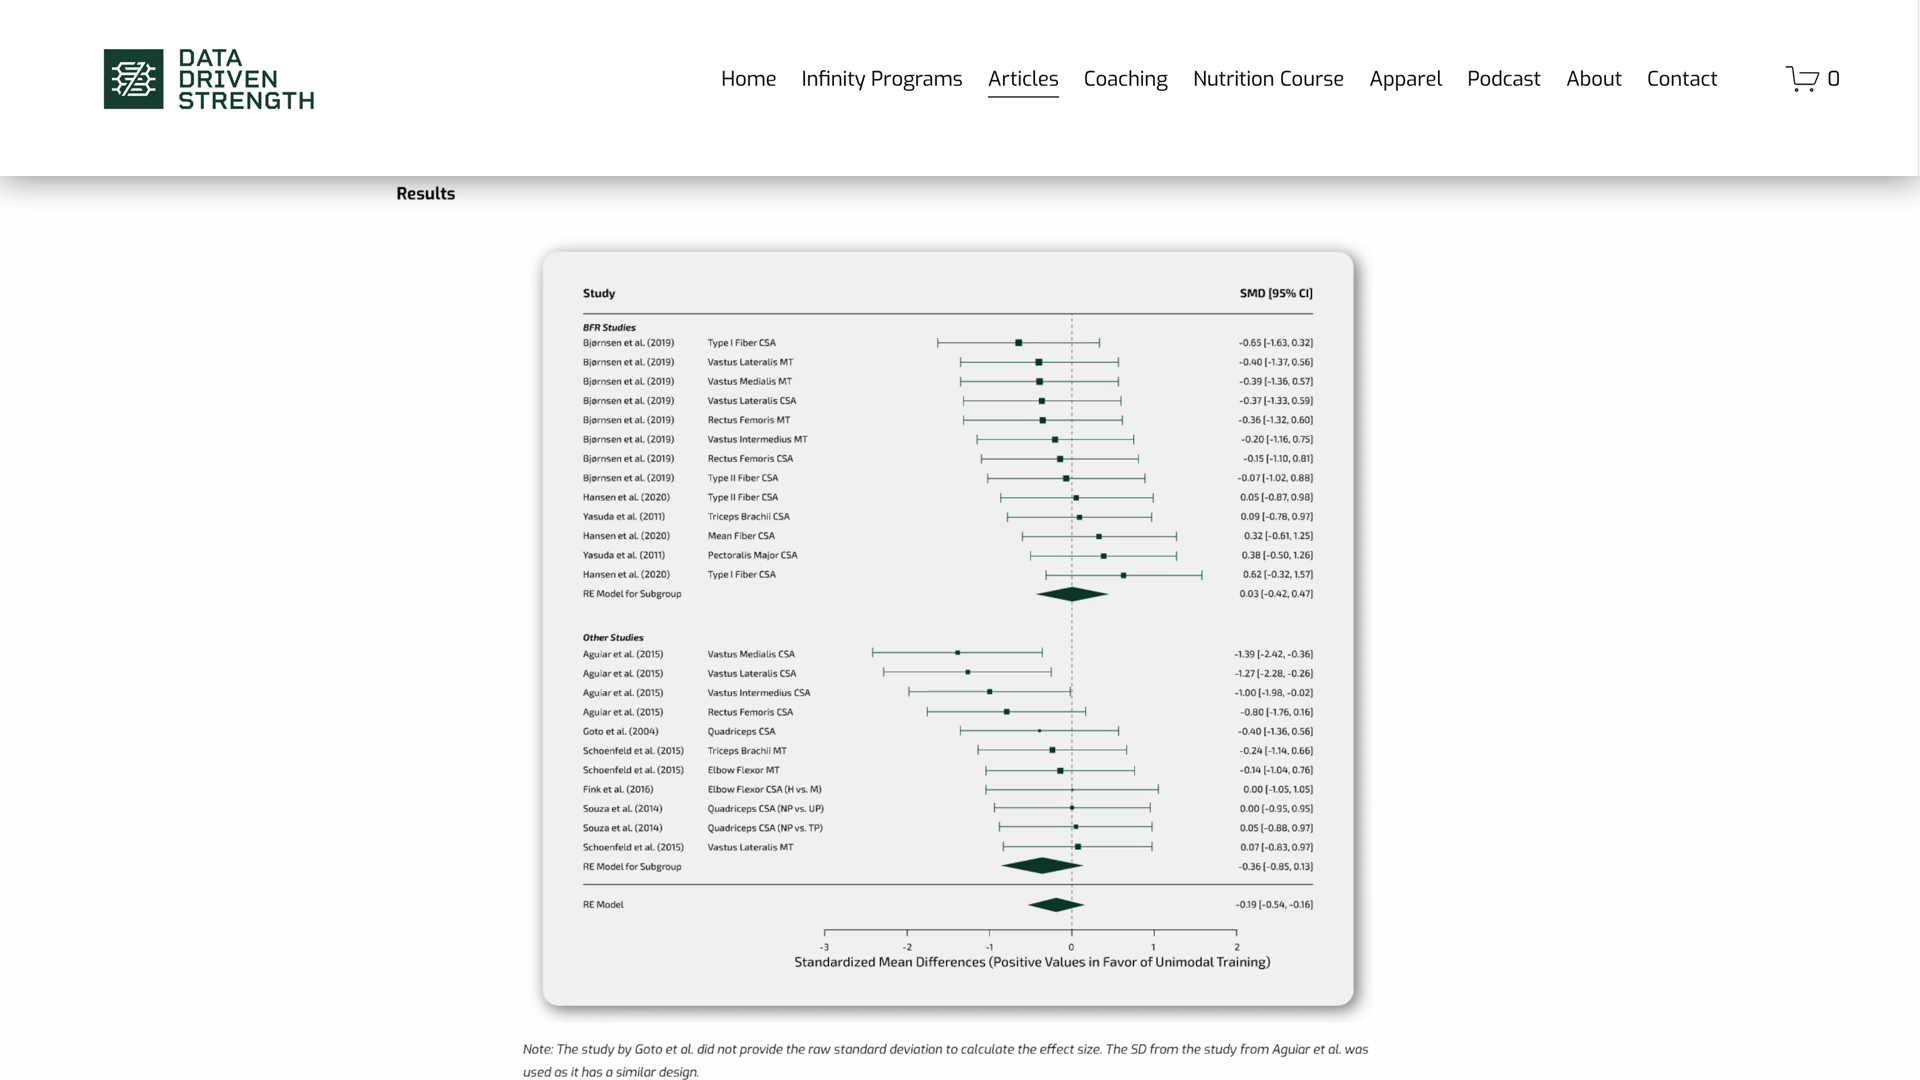 DATA
DRIVEN
STRENGTH
Home Infinity Programs Articles Coaching Nutrition Course Apparel Podcast About Contact 0
Results
Study SMD [95% CI]
BFR Studies
Bjørnsen et al. (2019) Type I Fiber CSA -0.65 [-1.63, 0.32]
Bjørnsen et al. (2019) Vastus Lateralis MT -0.40 [-1.37, 0.56]
Bjørnsen et al. (2019) Vastus Medialis MT -0.39 [-1.36, 0.57]
Bjørnsen et al. (2019) Vastus Lateralis CSA -0.37 [-1.33, 0.59]
Bjørnsen et al. (2019) Rectus Femoris MT -0.36 [-1.32, 0.60]
Bjørnsen et al. (2019) Vastus Intermedius MT -0.20 [-1.16, 0.75]
Bjørnsen et al. (2019) Rectus Femoris CSA -0.15 [-1.10, 0.81]
Bjørnsen et al. (2019) Type II Fiber CSA -0.07 [-1.02, 0.88]
Hansen et al. (2020) Type II Fiber CSA 0.05 [-0.87, 0.98]
Yasuda et al. (2011) Triceps Brachii CSA 0.09 [-0.78, 0.97]
Hansen et al. (2020) Mean Fiber CSA 0.32 [-0.61, 1.25]
Yasuda et al. (2011) Pectoralis Major CSA 0.38 [-0.50, 1.26]
Hansen et al. (2020) Type I Fiber CSA 0.62 [-0.32, 1.57]
RE Model for Subgroup 0.03 [-0.42, 0.47]
Other Studies
Aguiar et al. (2015) Vastus Medialis CSA -1.39 [-2.42, -0.36]
Aguiar et al. (2015) Vastus Lateralis CSA -1.27 [-2.28, -0.26]
Aguiar et al. (2015) Vastus Intermedius CSA -1.00 [-1.98, -0.02]
Aguiar et al. (2015) Rectus Femoris CSA -0.80 [-1.76, 0.16]
Goto et al. (2004) Quadriceps CSA -0.40 [-1.36, 0.56]
Schoenfeld et al. (2015) Triceps Brachii MT -0.24 [-1.14, 0.66]
Schoenfeld et al. (2015) Elbow Flexor MT -0.14 [-1.04, 0.76]
Fink et al. (2016) Elbow Flexor CSA (H vs. M) 0.00 [-1.05, 1.05]
Souza et al. (2014) Quadriceps CSA (NP vs. UP) 0.00 [-0.95, 0.95]
Souza et al. (2014) Quadriceps CSA (NP vs. TP) 0.05 [-0.88, 0.97]
Schoenfeld et al. (2015) Vastus Lateralis MT 0.07 [-0.83, 0.97]
RE Model for Subgroup -0.36 [-0.85, 0.13]
RE Model -0.19 [-0.54, -0.16]
-3 -2 -1 0 1 2
Standardized Mean Differences (Positive Values in Favor of Unimodal Training)
Note: The study by Goto et al. did not provide the raw standard deviation to calculate the effect size. The SD from the study from Aguiar et al. was
used as it has a similar design.